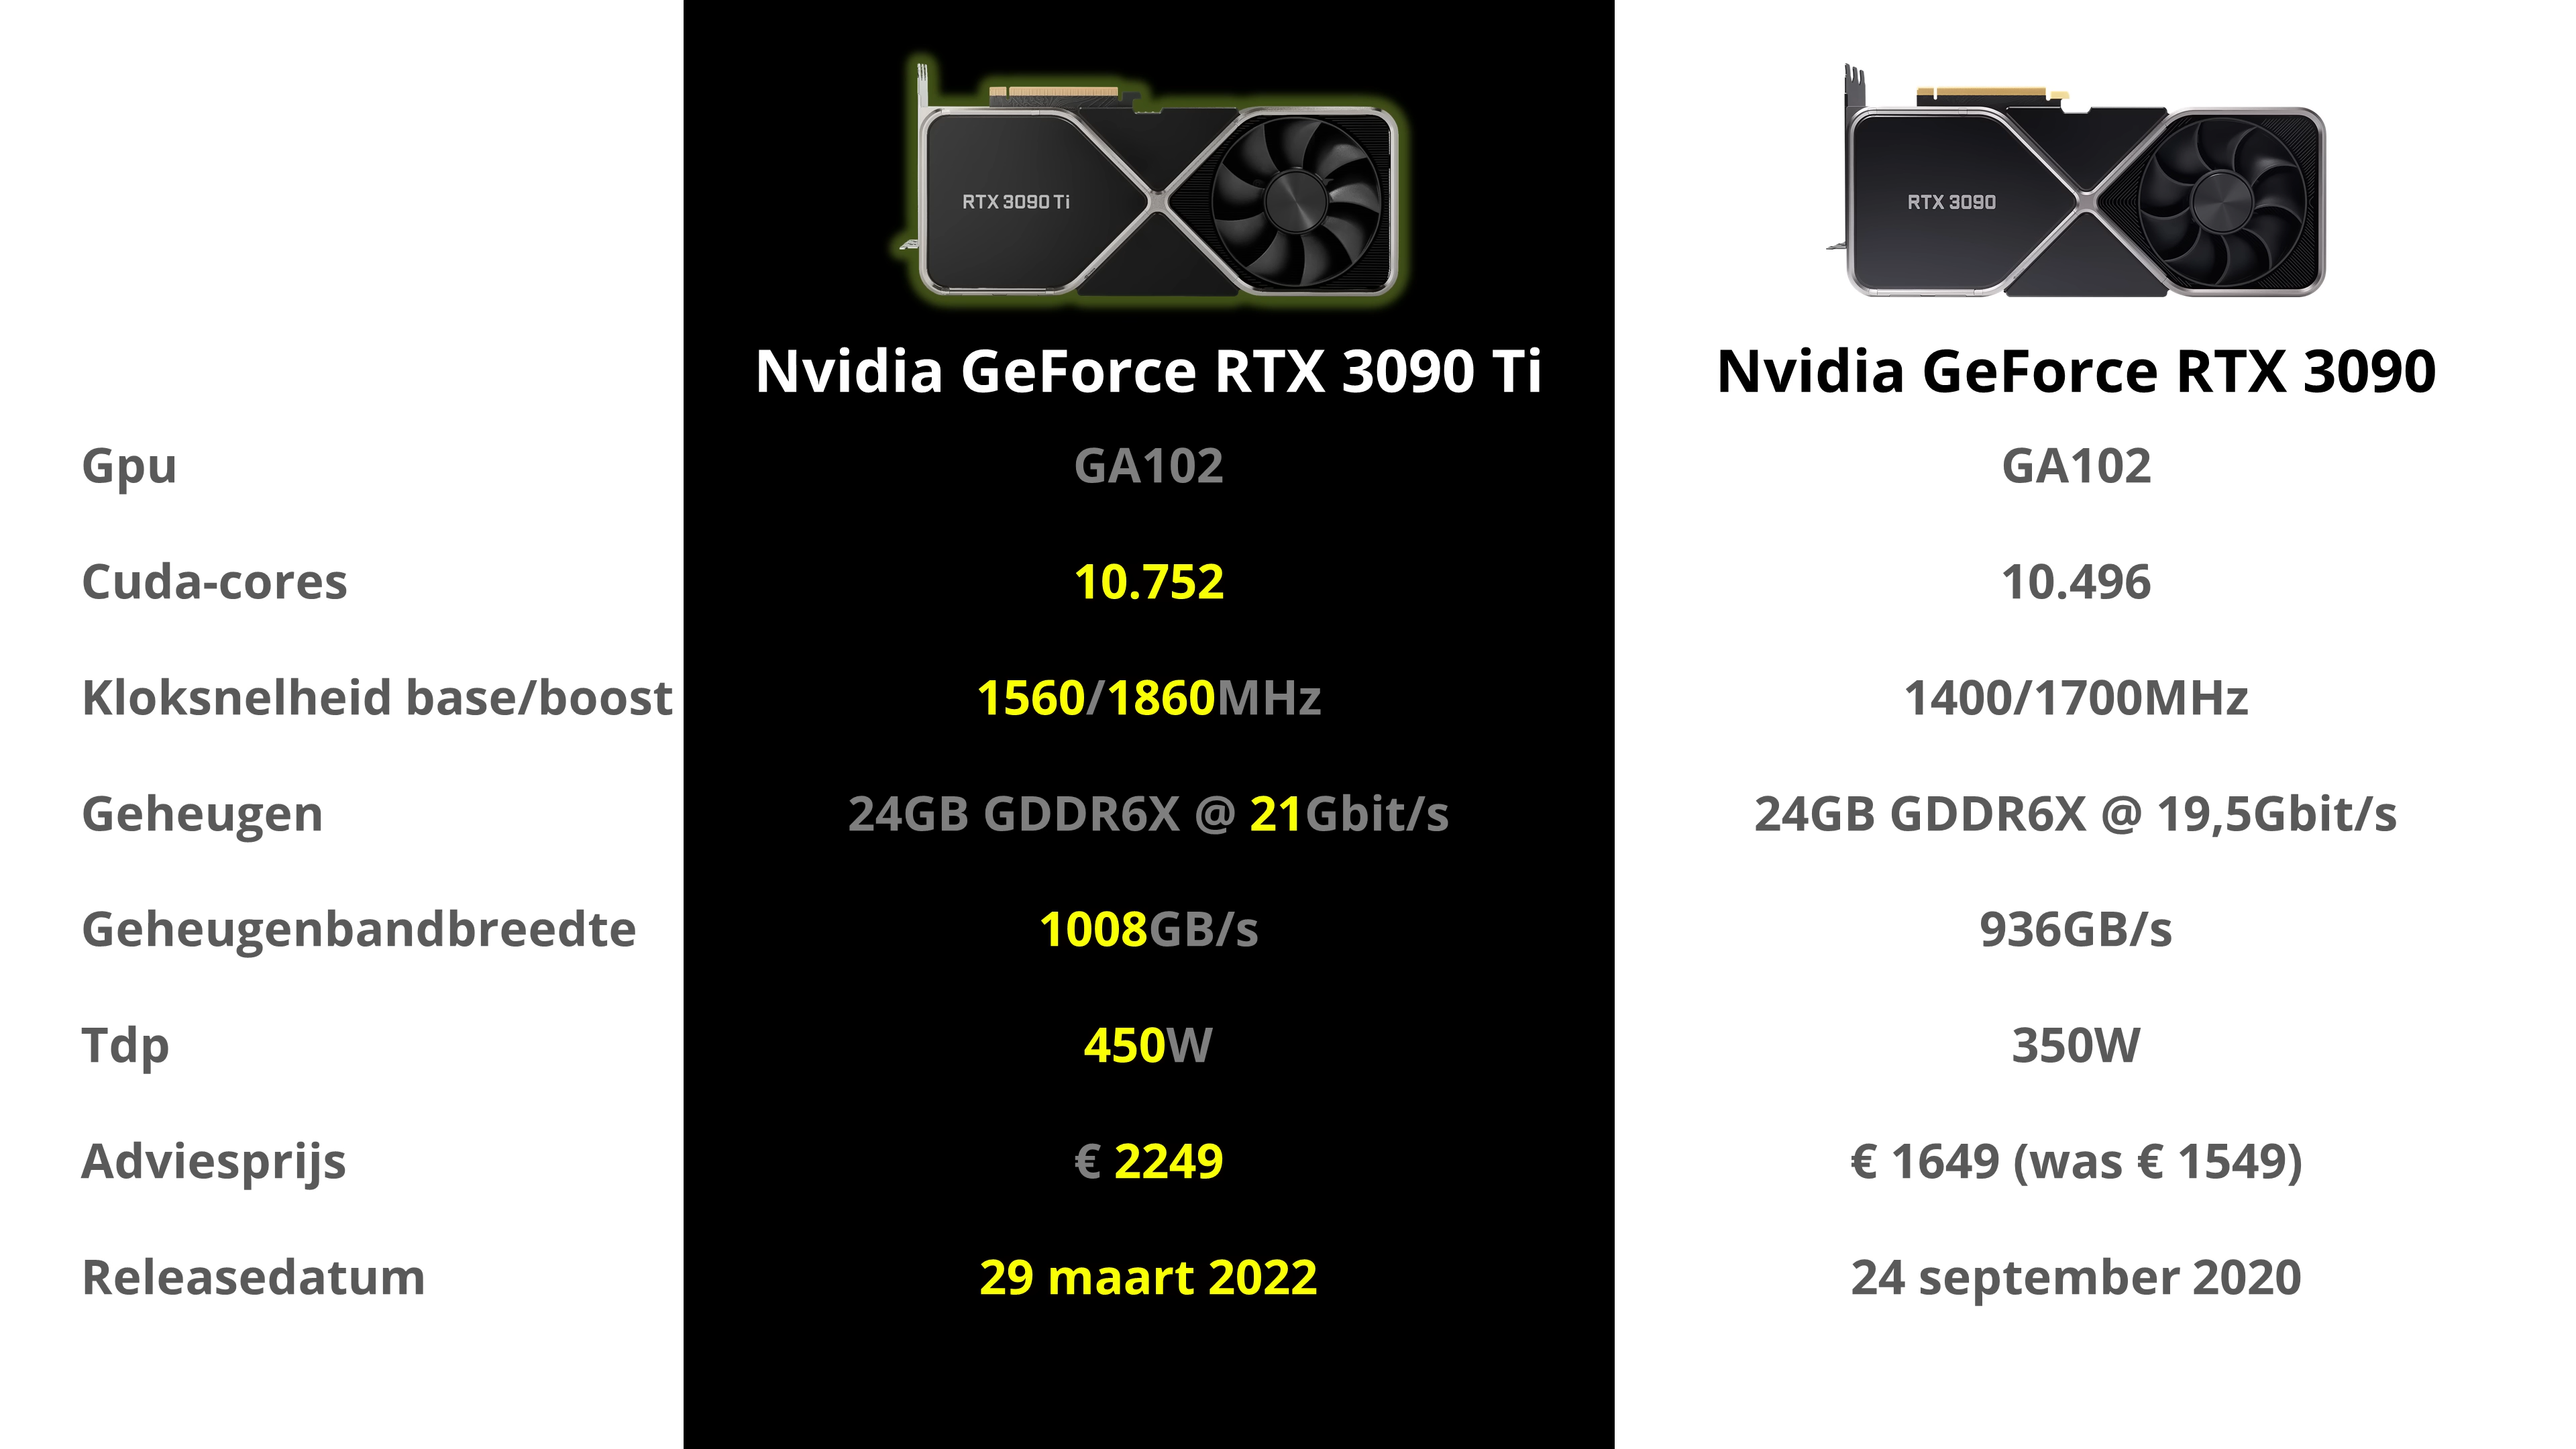 RTX 3090 Ti
RTX 3090
Nvidia GeForce RTX 3090 Ti
Nvidia GeForce RTX 3090
Gpu
GA102
GA102
Cuda-cores
10.752
10.496
Kloksnelheid base/boost
1560/1860MHz
1400/1700MHz
Geheugen
24GB GDDR6X @ 21Gbit/s
24GB GDDR6X @ 19,5Gbit/s
Geheugenbandbreedte
1008GB/s
936GB/s
Tdp
450W
350W
Adviesprijs
€ 2249
€ 1649 (was € 1549)
Releasedatum
29 maart 2022
24 september 2020